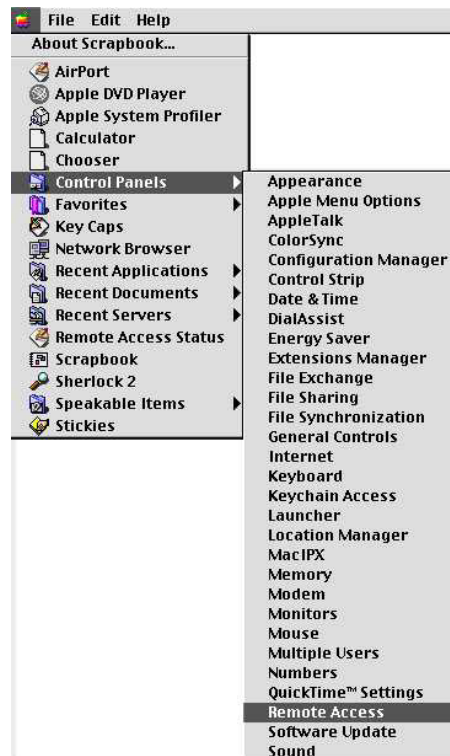 File Edit Help
About Scrapbook...
AirPort
Apple DVD Player
Apple System Profiler
Calculator
Chooser
Control Panels
Favorites
Key Caps
Network Browser
Recent Applications
Recent Documents
Recent Servers
Remote Access Status
Scrapbook
Sherlock 2
Speakable Items
Stickies
Appearance
Apple Menu Options
AppleTalk
ColorSync
Configuration Manager
Control Strip
Date & Time
DialAssist
Energy Saver
Extensions Manager
File Exchange
File Sharing
File Synchronization
General Controls
Internet
Keyboard
Keychain Access
Launcher
Location Manager
MacIPX
Memory
Modem
Monitors
Mouse
Multiple Users
Numbers
QuickTime™ Settings
Remote Access
Software Update
Sound